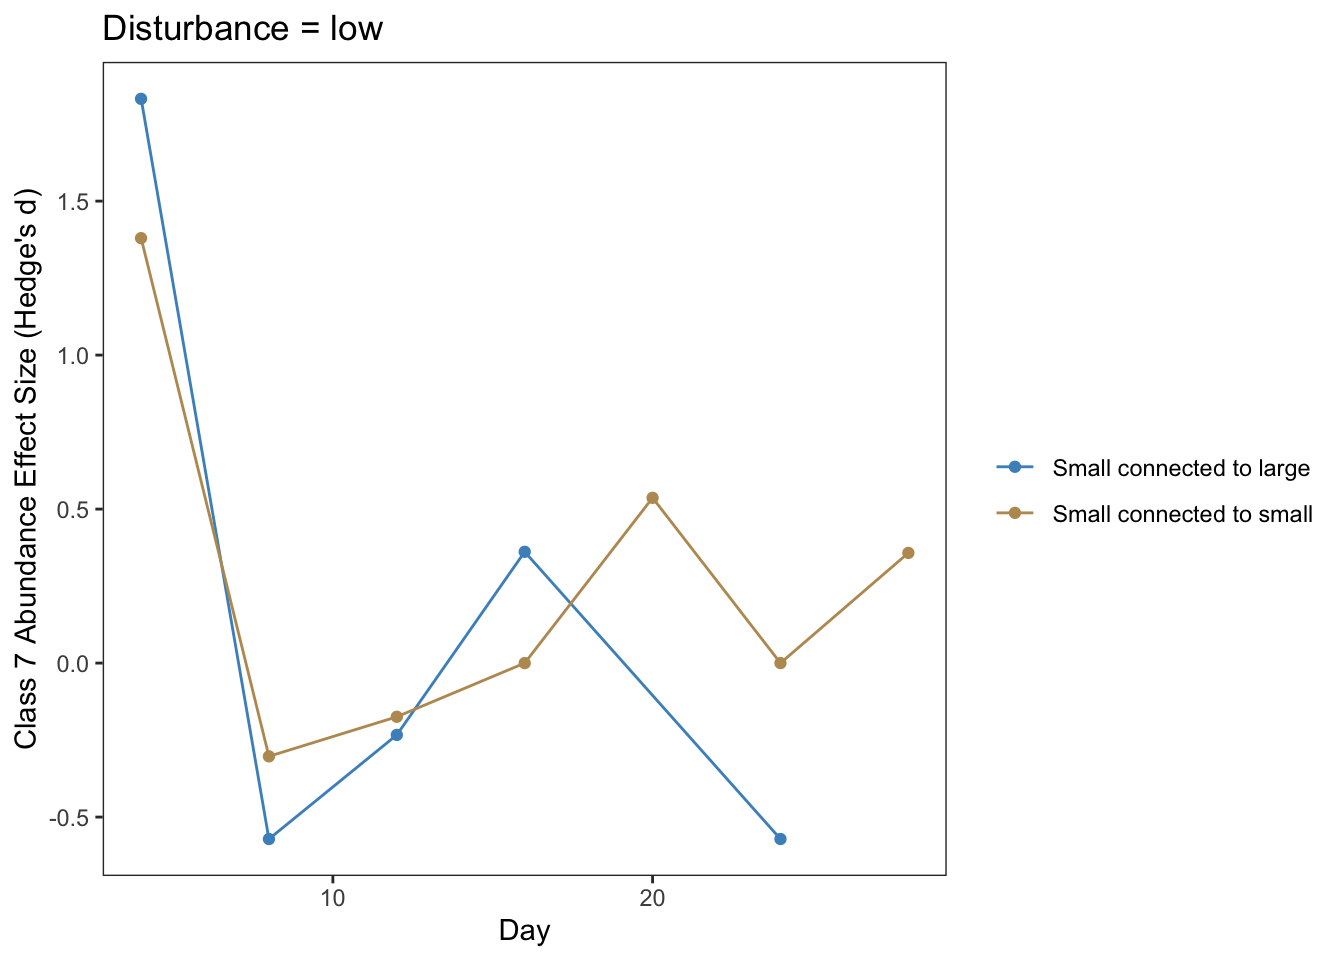 Disturbance = low
Class 7 Abundance Effect Size (Hedge's d)
1.5
1.0
0.5
0.0
-0.5
10
20
Day
Small connected to large
Small connected to small